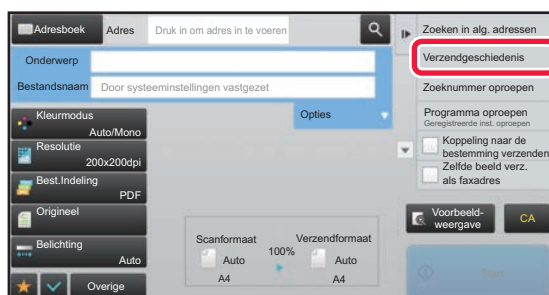 Adresboek
Adres
Druk in om adres in te voeren
Onderwerp
Bestandsnaam
Door systeeminstellingen vastgezet
Opties
Kleurmodus
Auto/Mono
Resolutie
200x200dpi
Best.Indeling
PDF
Origineel
Belichting
Auto
Overige
Scanformaat
Auto
A4
100%
Verzendformaat
Auto
A4
Zoeken in alg. adressen
Verzendgeschiedenis
Zoeknummer oproepen
Programma oproepen
Geregistreerde inst. oproepen
Koppeling naar de
bestemming verzenden
Zelfde beeld verz.
als faxadres
Voorbeeld-
weergave
CA
Start